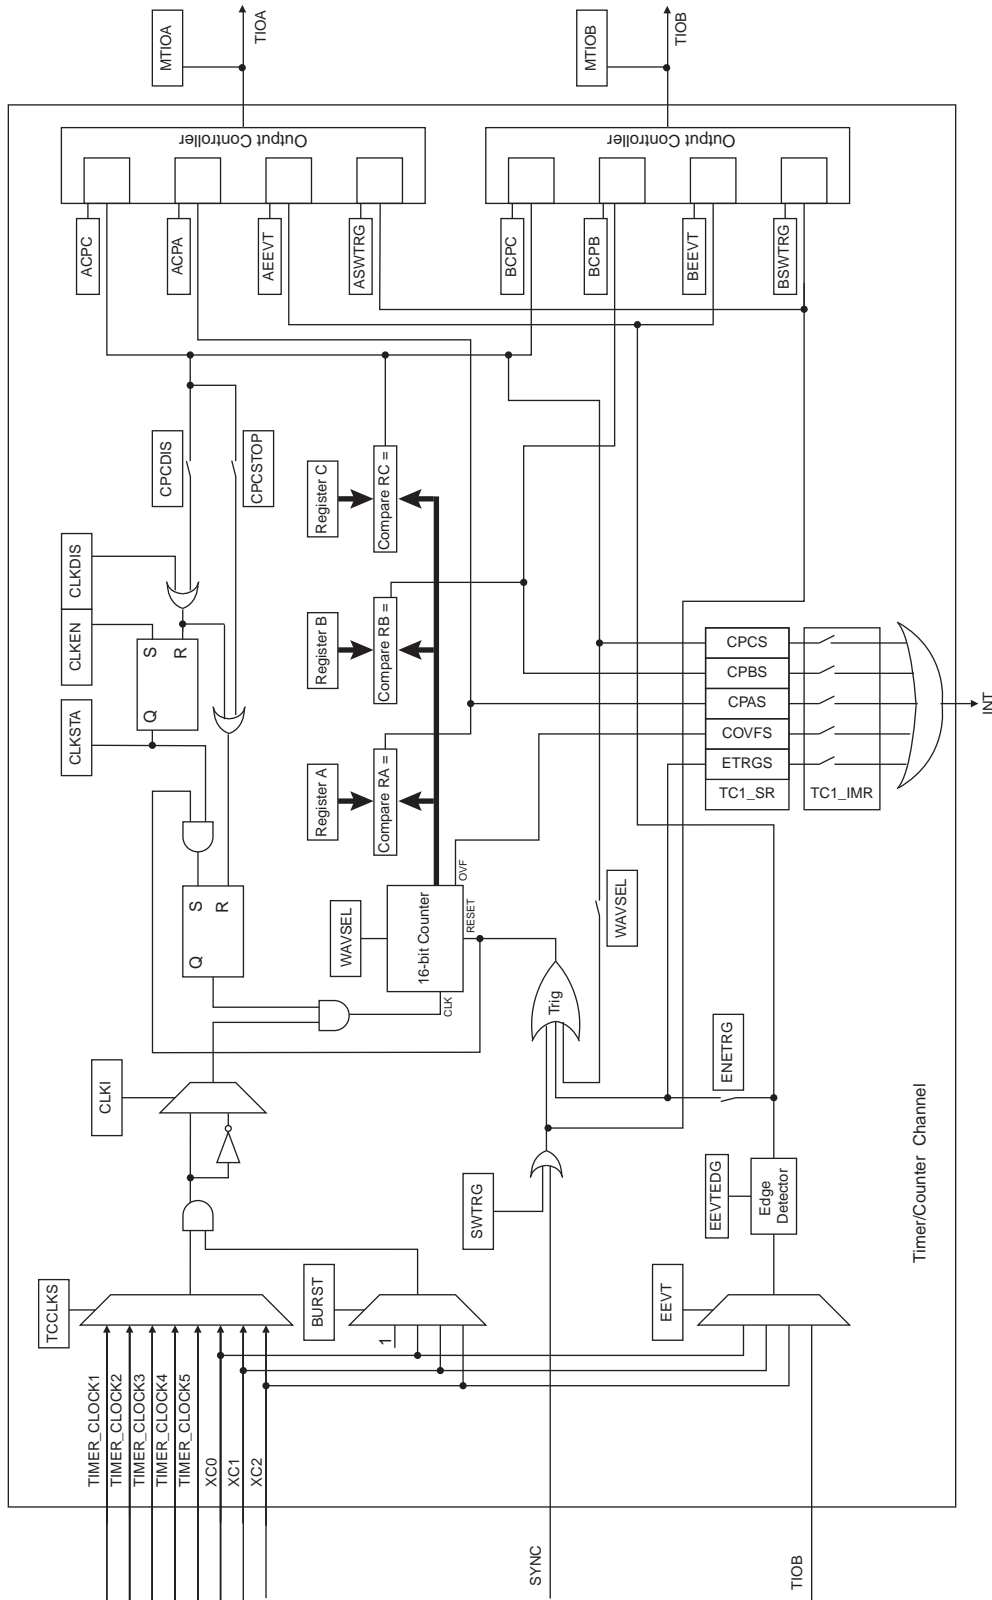 TCCLKS
TIMER_CLOCK1
TIMER_CLOCK2
TIMER_CLOCK3
TIMER_CLOCK4
TIMER_CLOCK5
XC0
XC1
XC2
CLKI
CLKSTA
CLKEN
CLKDIS
CPCDIS
CPCSTOP
Q
S
R
Q
S
R
ACPC
ACPA
AEEVT
ASWTRG
Output Controller
MTIOA
TIOA
BURST
1
WAVSEL
16-bit Counter
CLK
RESET
OVF
Register A
Register B
Register C
Compare RA =
Compare RB =
Compare RC =
SYNC
SWTRG
Trig
WAVSEL
BCPC
BCPB
BEEVT
BSWTRG
Output Controller
MTIOB
TIOB
TIOB
EEVT
EEVTEDG
Edge
Detector
ENETRG
ETRGS
COVFS
CPAS
CPBS
CPCS
TC1_SR
TC1_IMR
INT
Timer/Counter Channel